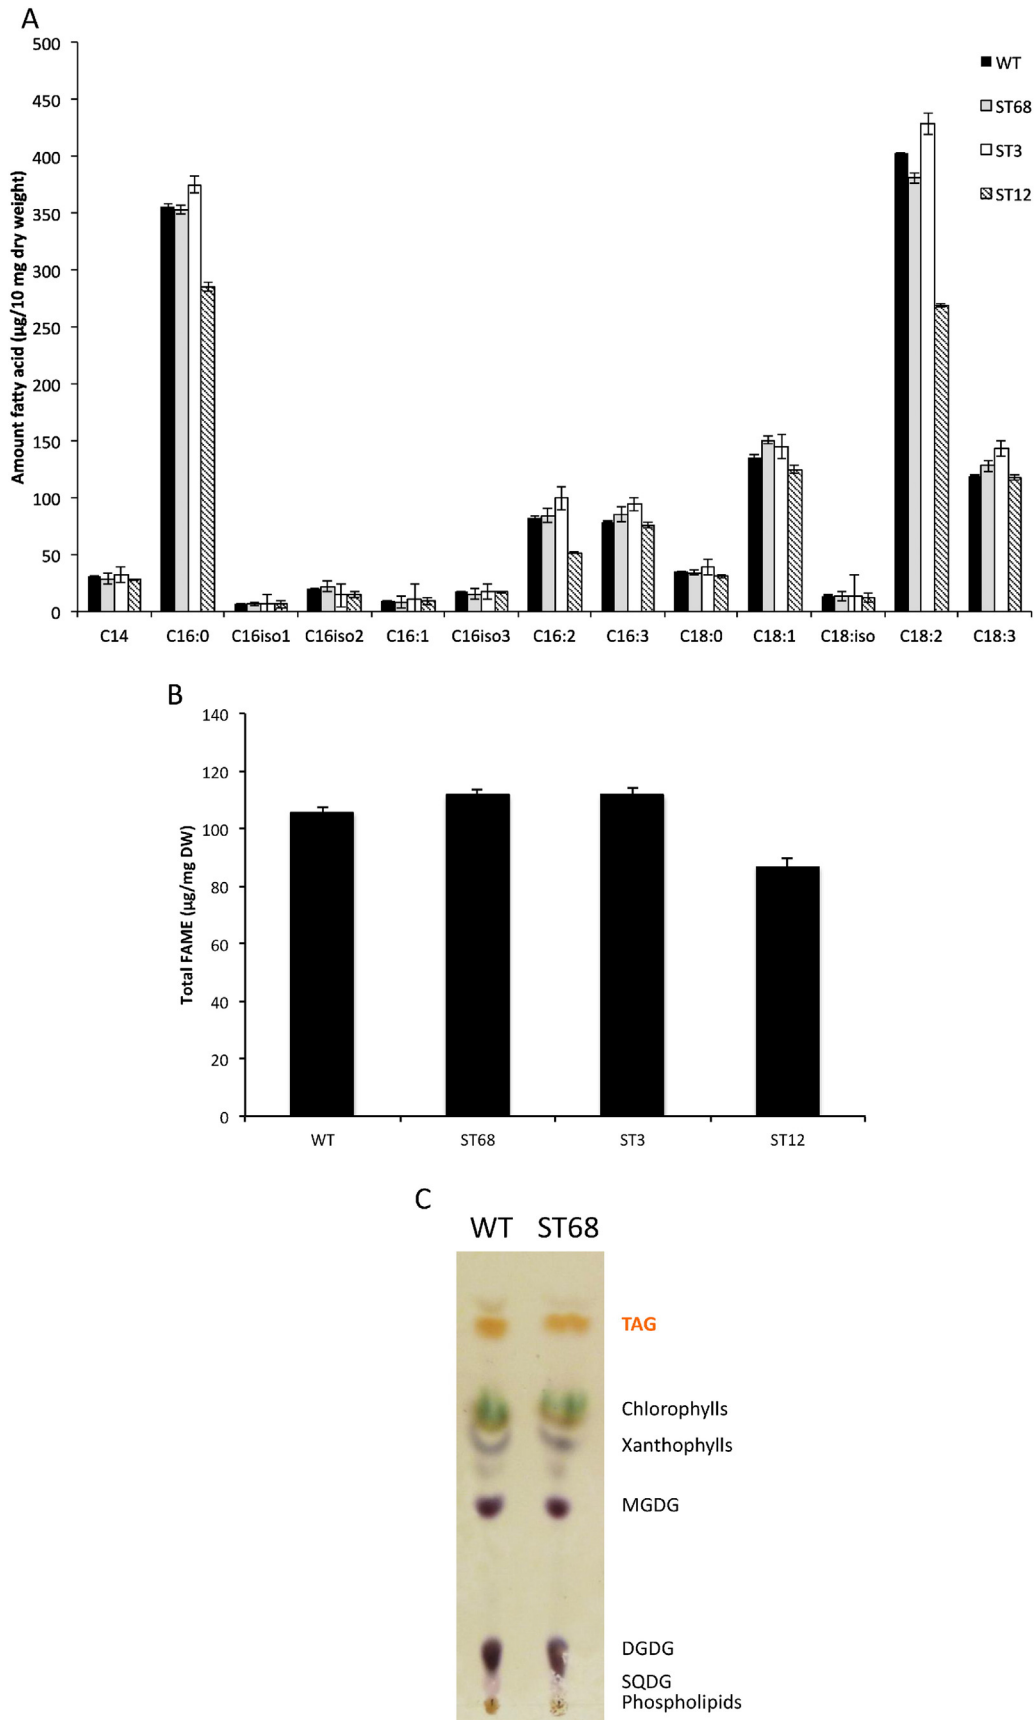 A
500
450
400
350
300
250
200
150
100
50
0
Amount fatty acid (µg/10 mg dry weight)
WT
ST68
ST3
ST12
C14 C16:0 C16iso1 C16iso2 C16:1 C16iso3 C16:2 C16:3 C18:0 C18:1 C18:iso C18:2 C18:3
B
140
120
100
80
60
40
20
0
Total FAME (µg/mg DW)
WT ST68 ST3 ST12
C
WT ST68
TAG
Chlorophylls
Xanthophylls
MGDG
DGDG
SQDG
Phospholipids